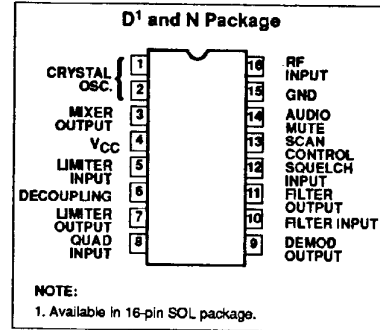 D1 and N Package
CRYSTAL
OSC.
1
2
MIXER
OUTPUT
3
VCC
4
LIMITER
INPUT
5
DECOUPLING
6
LIMITER
OUTPUT
7
QUAD
INPUT
8
16
RF
INPUT
15
GND
14
AUDIO
MUTE
13
SCAN
CONTROL
12
SQUELCH
INPUT
11
FILTER
OUTPUT
10
FILTER INPUT
9
DEMOD
OUTPUT
NOTE:
1. Available in 16-pin SOL package.